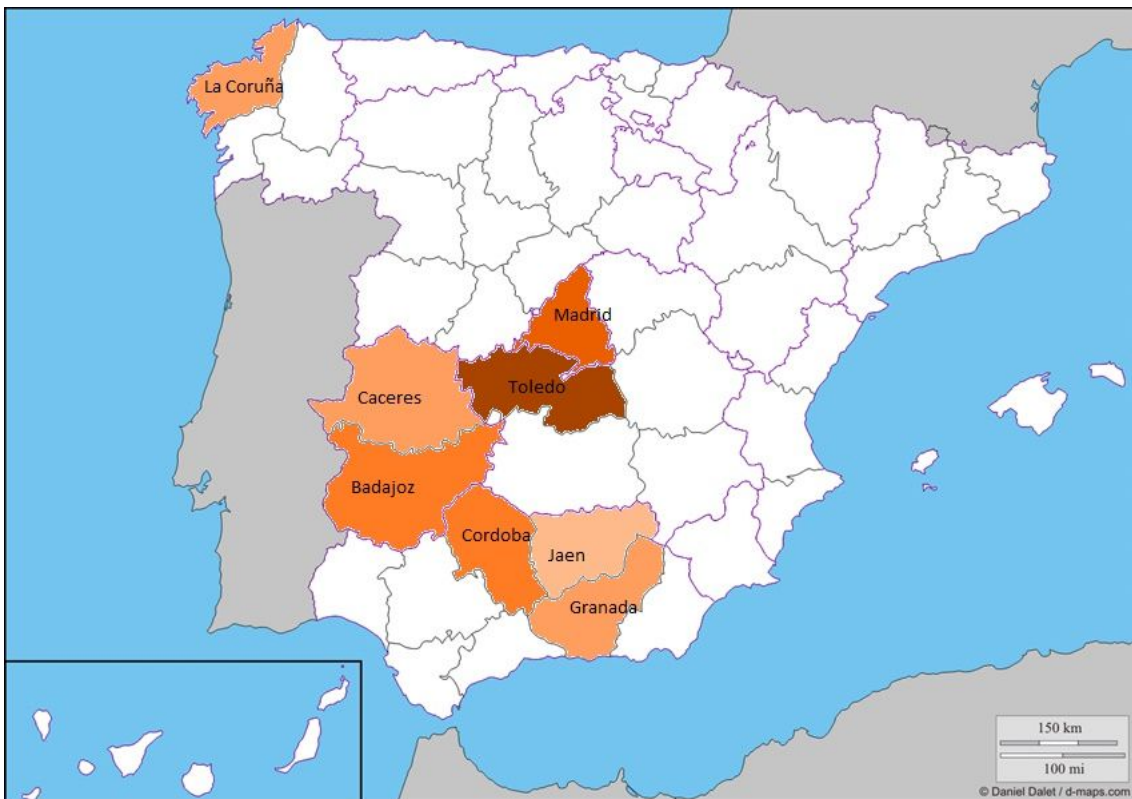 La Coruña
Madrid
Toledo
Caceres
Badajoz
Cordoba
Jaen
Granada
150 km
100 mi
© Daniel Dalet / d-maps.com